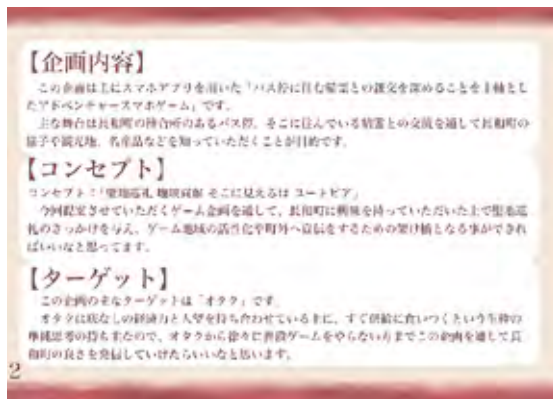 【企画内容】
この企画は主にスマホアプリを用いた「バス停に住む精霊との親交を深めることを主軸とし
たアドベンチャースマホゲーム」です。
主な舞台は長和町の待合所のあるバス停。そこに住んでいる精霊との交流を通して長和町の
様子や観光地、名産品などを知っていただくことが目的です。
【コンセプト】
コンセプト:「聖地巡礼 地域貢献 そこに見えるは ユートピア」
今回提案させていただくゲーム企画を通して、長和町に興味を持っていただいた上で聖地巡
礼のきっかけを与え、ゲーム地域の活性化や町外へ宣伝をするための架け橋となる事ができれ
ばいいなと思ってます。
【ターゲット】
この企画の主なターゲットは「オタク」です。
オタクは底なしの経済力と人望を持ち合わせている上に、すぐ供給に食いつくという生粋の
単純思考の持ち主なので、オタクから徐々に普段ゲームをやらない方までこの企画を通して長
和町の良さを発信していけたらいいなと思います。
2